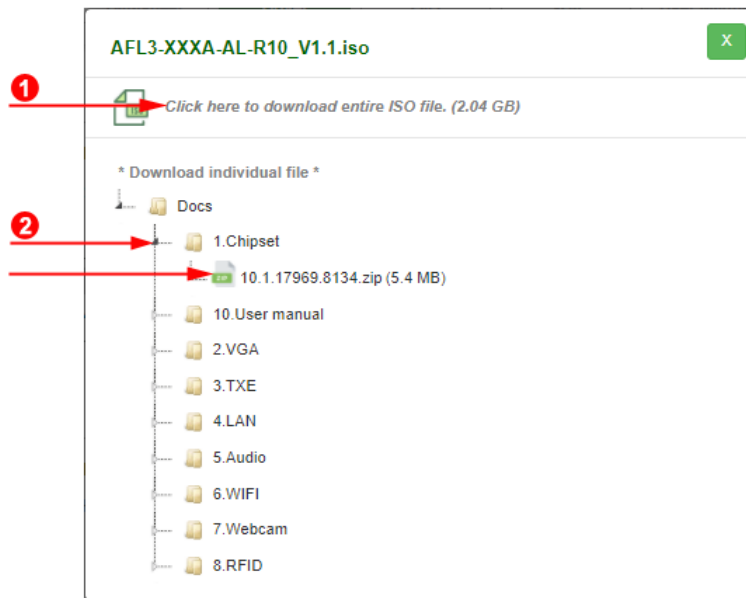 AFL3-XXXA-AL-R10_V1.1.iso
X
1
Click here to download entire ISO file. (2.04 GB)
* Download individual file *
Docs
2
1.Chipset
ZIP
10.1.17969.8134.zip (5.4 MB)
10.User manual
2.VGA
3.TXE
4.LAN
5.Audio
6.WIFI
7.Webcam
8.RFID